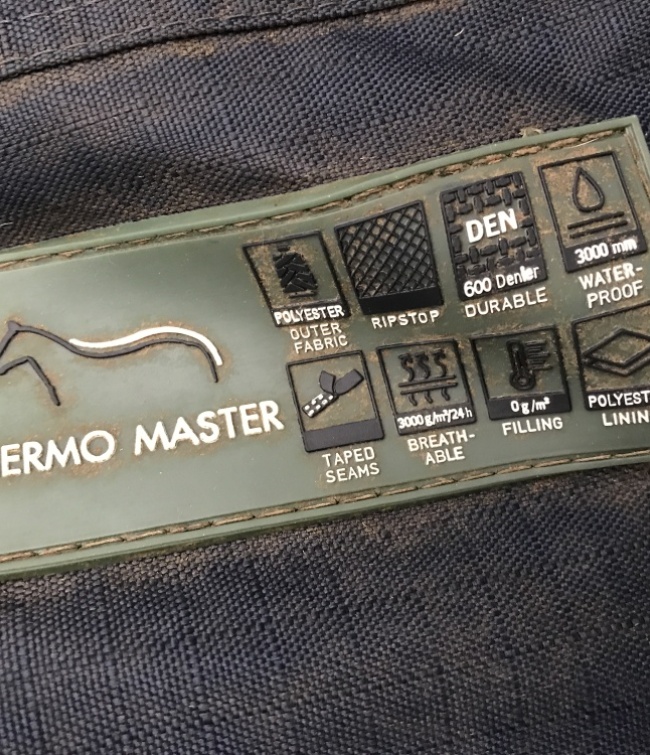 ERMO MASTER
POLYESTER
OUTER
FABRIC
RIPSTOP
DEN
600 Denier
DURABLE
3000 mm
WATER-
PROOF
TAPED
SEAMS
3000 g/m²/24 h
BREATH-
ABLE
0 g/m²
FILLING
POLYEST
LININ